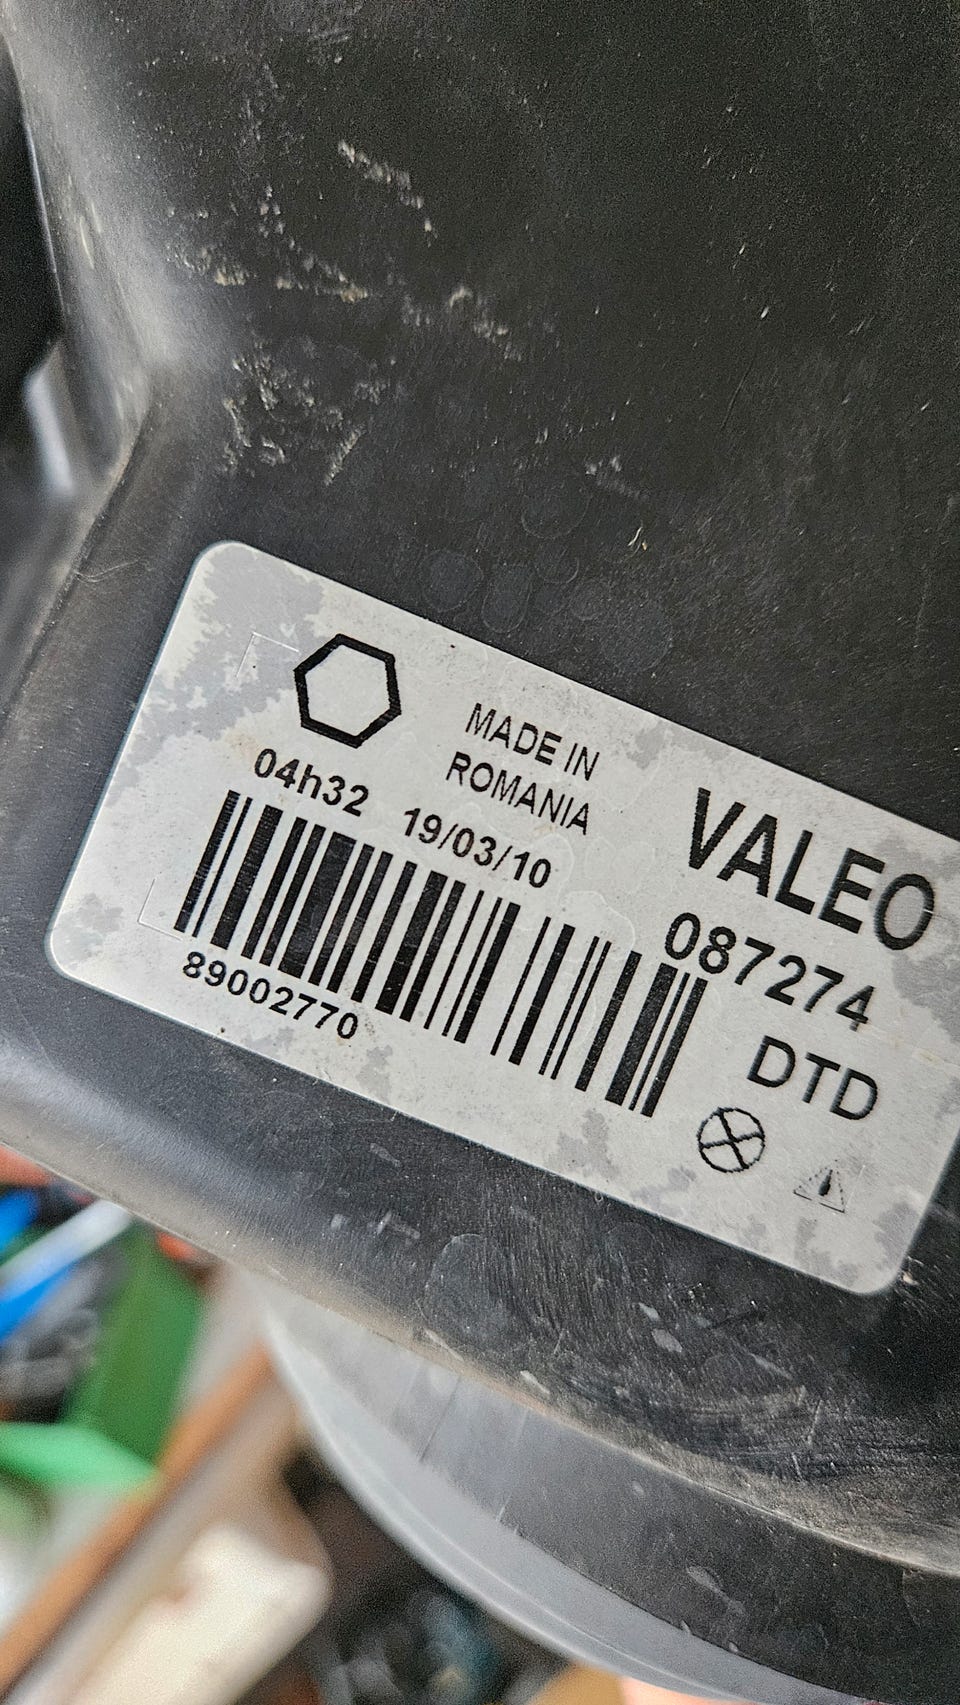 MADE IN
ROMANIA
04h32 19/03/10
VALEO
087274
DTD
89002770